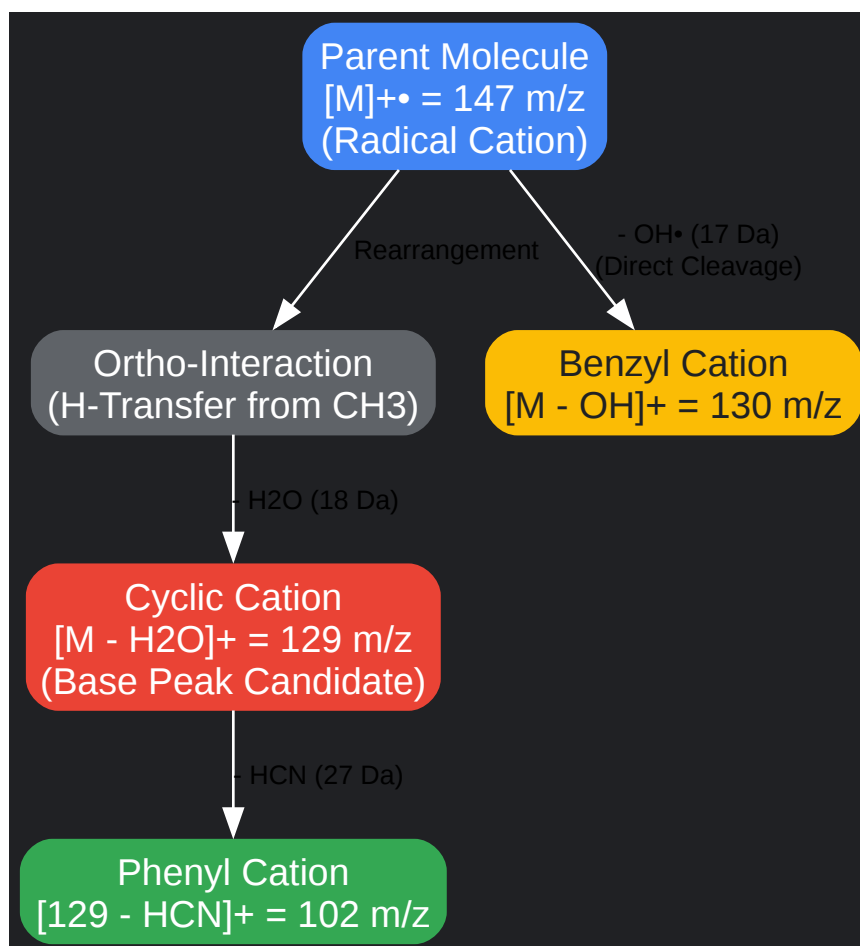 Parent Molecule
[M]+• = 147 m/z
(Radical Cation)
Rearrangement
- OH• (17 Da)
(Direct Cleavage)
Ortho-Interaction
(H-Transfer from CH3)
Benzyl Cation
[M - OH]+ = 130 m/z
- H2O (18 Da)
Cyclic Cation
[M - H2O]+ = 129 m/z
(Base Peak Candidate)
- HCN (27 Da)
Phenyl Cation
[129 - HCN]+ = 102 m/z